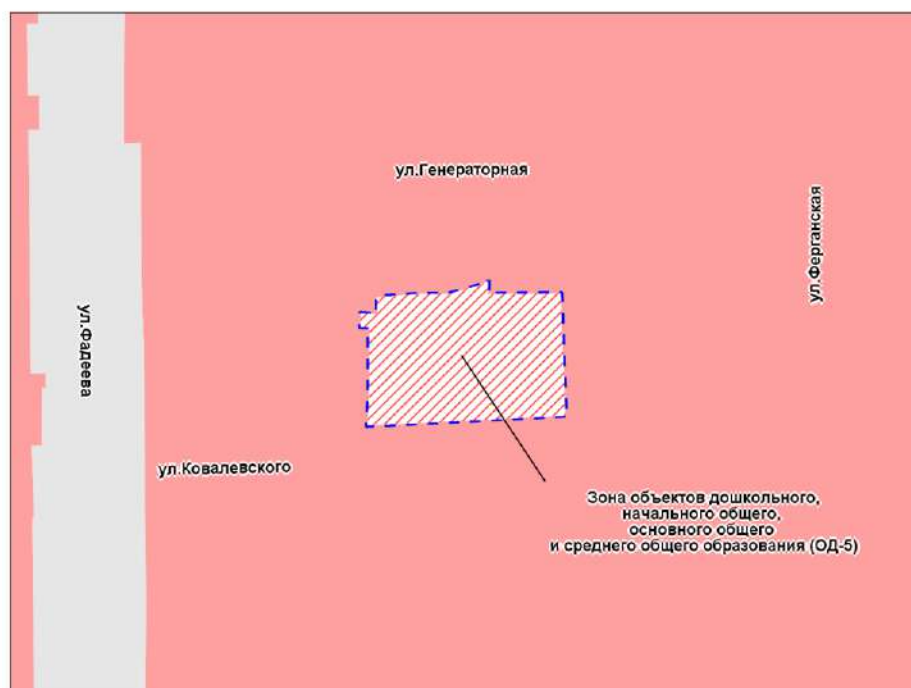 ул.Генераторная
ул.Ферганская
ул.Фадеева
ул.Ковалевского
Зона объектов дошкольного,
начального общего,
основного общего
и среднего общего образования (ОД-5)